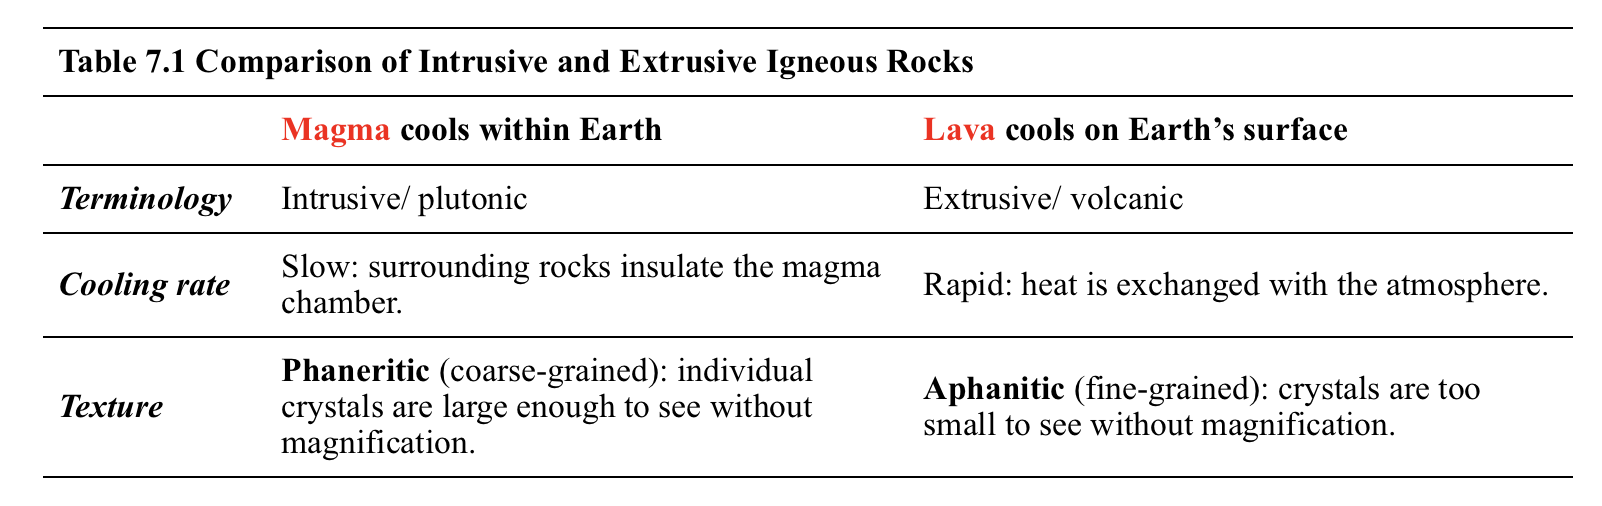 Table 7.1 Comparison of Intrusive and Extrusive Igneous Rocks
Magma cools within Earth
Lava cools on Earth’s surface
Terminology
Intrusive/ plutonic
Extrusive/ volcanic
Cooling rate
Slow: surrounding rocks insulate the magma
chamber.
Rapid: heat is exchanged with the atmosphere.
Texture
Phaneritic (coarse-grained): individual
crystals are large enough to see without
magnification.
Aphanitic (fine-grained): crystals are too
small to see without magnification.